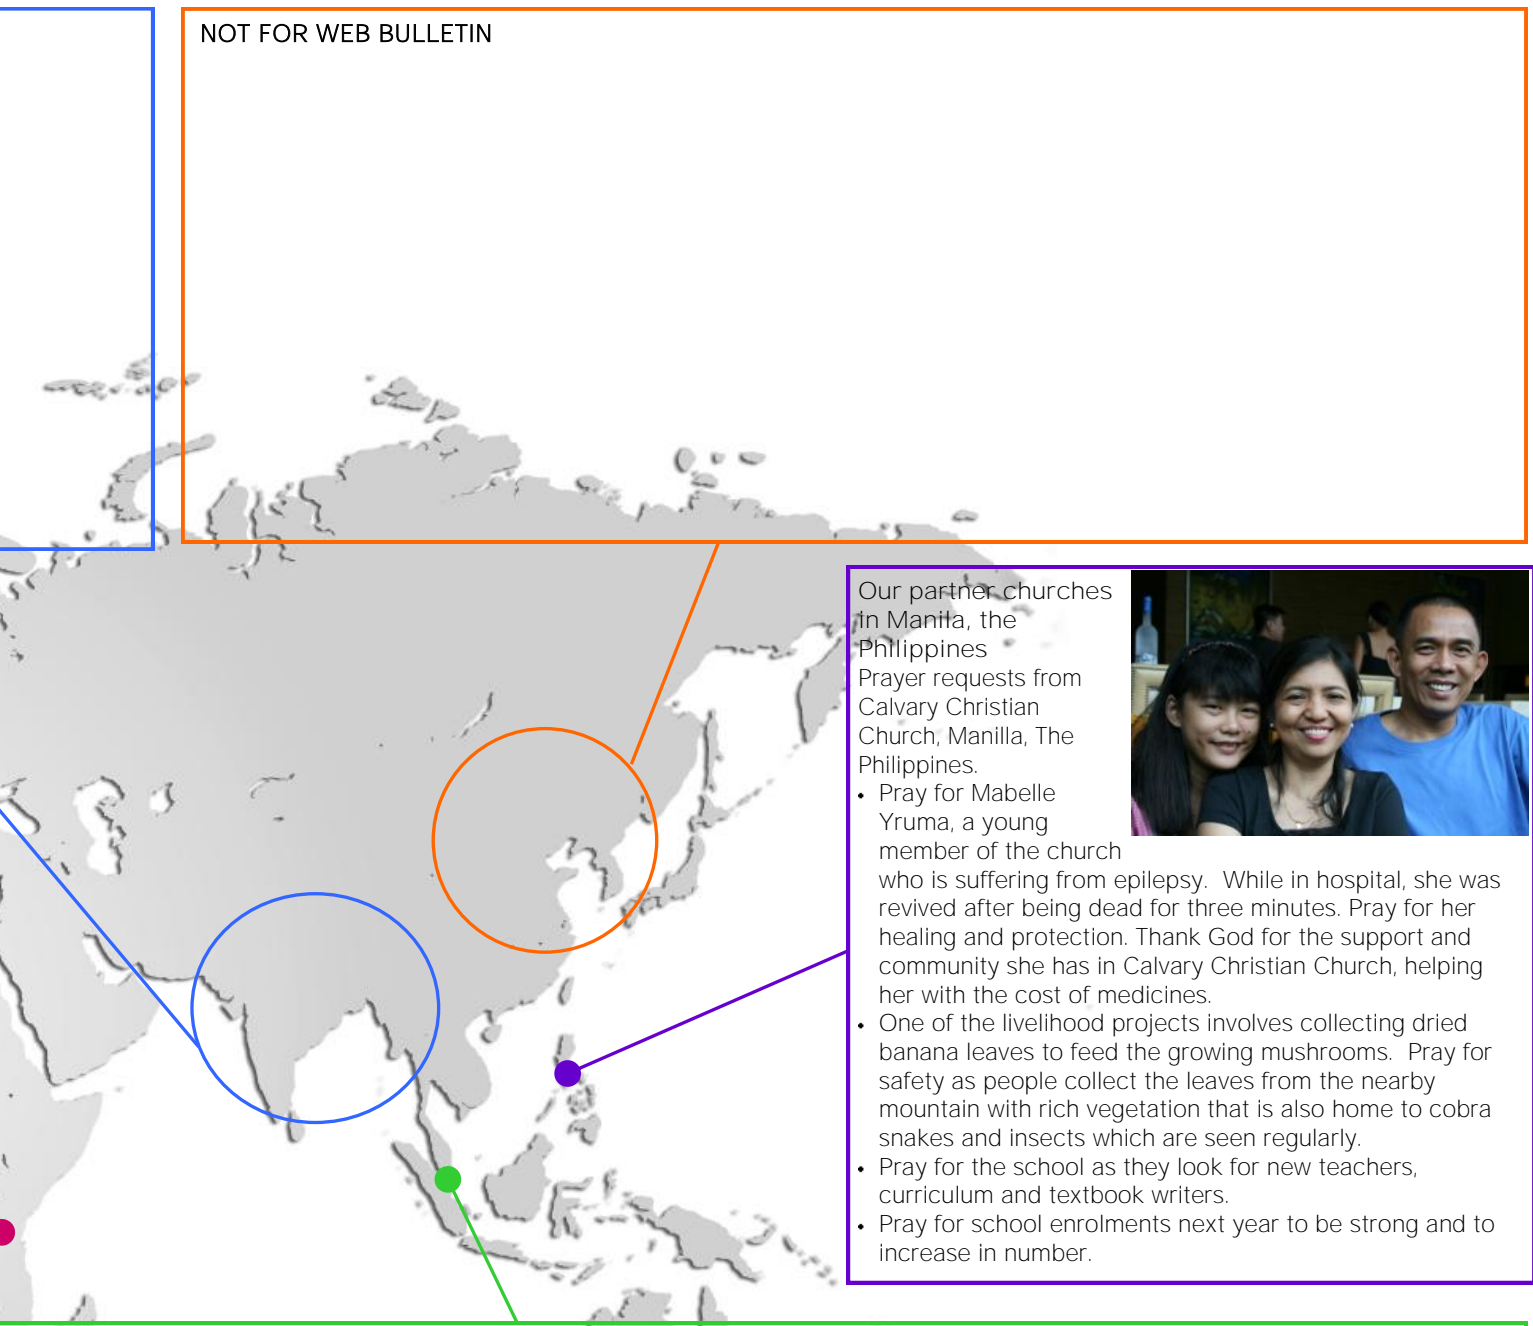 NOT FOR WEB BULLETIN
Our partner churches
in Manila, the
Philippines
Prayer requests from
Calvary Christian
Church, Manilla, The
Philippines.
• Pray for Mabelle
Yruma, a young
member of the church
who is suffering from epilepsy.  While in hospital, she was
revived after being dead for three minutes. Pray for her
healing and protection. Thank God for the support and
community she has in Calvary Christian Church, helping
her with the cost of medicines.
• One of the livelihood projects involves collecting dried
banana leaves to feed the growing mushrooms.  Pray for
safety as people collect the leaves from the nearby
mountain with rich vegetation that is also home to cobra
snakes and insects which are seen regularly.
• Pray for the school as they look for new teachers,
curriculum and textbook writers.
• Pray for school enrolments next year to be strong and to
increase in number.